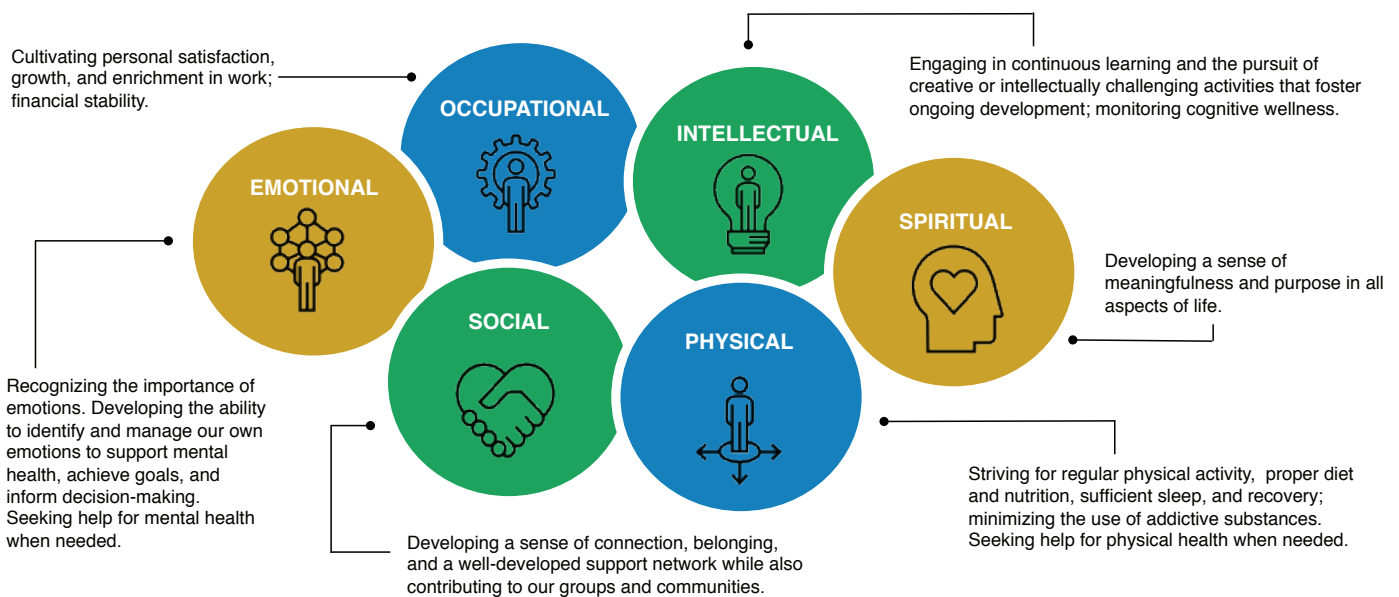 Cultivating personal satisfaction,
growth, and enrichment in work;
financial stability.
OCCUPATIONAL
Engaging in continuous learning and the pursuit of
creative or intellectually challenging activities that foster
ongoing development; monitoring cognitive wellness.
INTELLECTUAL
EMOTIONAL
SPIRITUAL
Developing a sense of
meaningfulness and purpose in all
aspects of life.
SOCIAL
PHYSICAL
Recognizing the importance of
emotions. Developing the ability
to identify and manage our own
emotions to support mental
health, achieve goals, and
inform decision-making.
Seeking help for mental health
when needed.
Striving for regular physical activity, proper diet
and nutrition, sufficient sleep, and recovery;
minimizing the use of addictive substances.
Seeking help for physical health when needed.
Developing a sense of connection, belonging,
and a well-developed support network while also
contributing to our groups and communities.